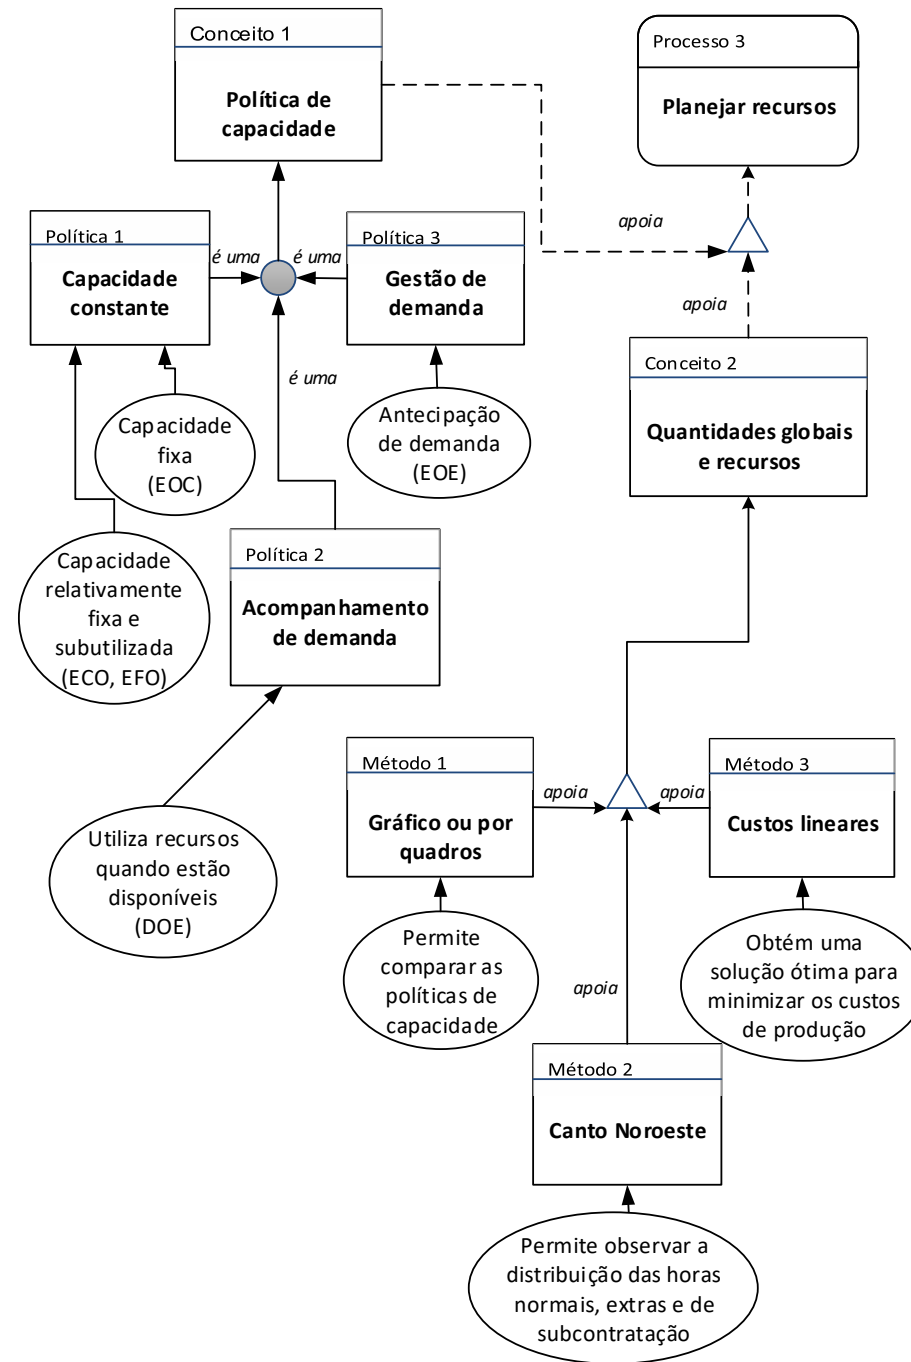 Conceito 1
Política de
capacidade
Processo 3
Planejar recursos
apoia
Política 1
Capacidade
constante
é uma
é uma
Política 3
Gestão de
demanda
apoia
é uma
Conceito 2
Quantidades globais
e recursos
Capacidade
fixa
(EOC)
Antecipação
de demanda
(EOE)
Capacidade
relativamente
fixa e
subutilizada
(ECO, EFO)
Política 2
Acompanhamento
de demanda
Método 1
Gráfico ou por
quadros
apoia
apoia
Método 3
Custos lineares
Utiliza recursos
quando estão
disponíveis
(DOE)
Permite
comparar as
políticas de
capacidade
apoia
Obtém uma
solução ótima para
minimizar os custos
de produção
Método 2
Canto Noroeste
Permite observar a
distribuição das horas
normais, extras e de
subcontratação